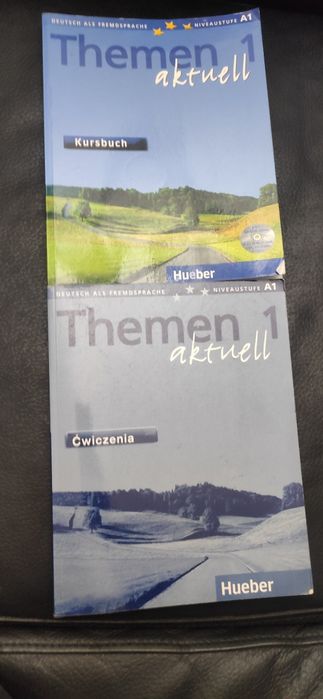 DEUTSCH ALS FREMDSPRACHE NIVEAUSTUFE A1
Themen 1
aktuell
Kursbuch
Hueber
DEUTSCH ALS FREMDSPRACHE NIVEAUSTUFE A1
Themen 1
aktuell
Ćwiczenia
Hueber